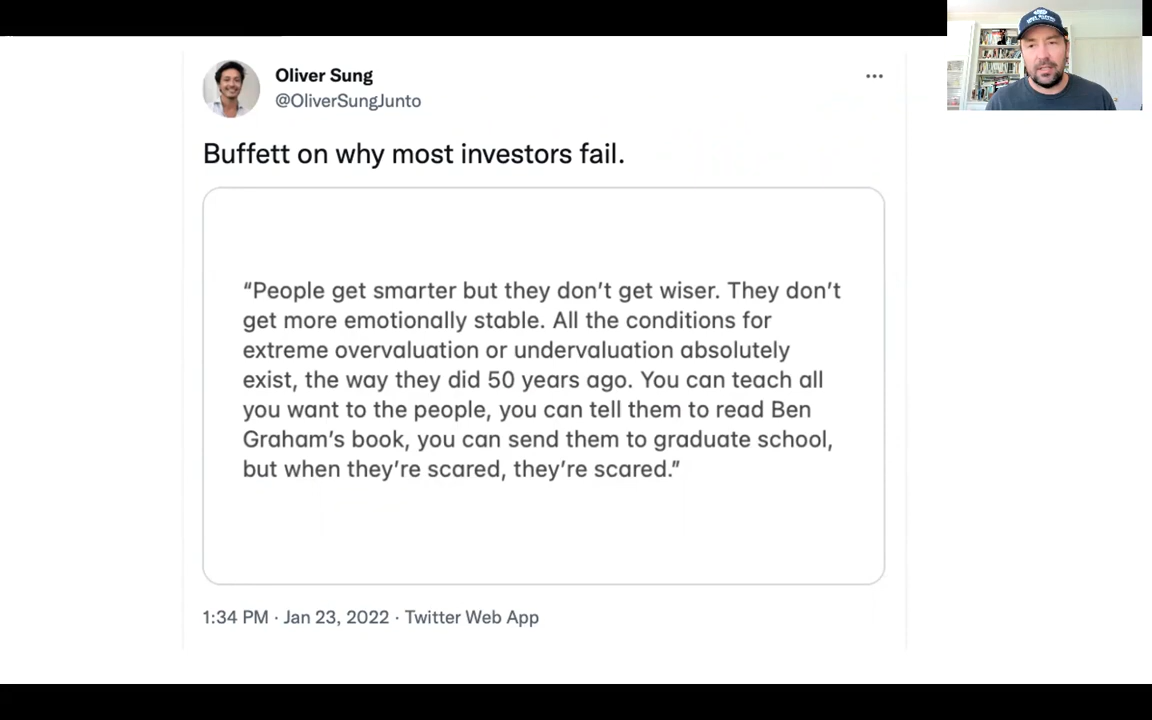 Oliver Sung
@OliverSungJunto
Buffett on why most investors fail.
“People get smarter but they don’t get wiser. They don’t
get more emotionally stable. All the conditions for
extreme overvaluation or undervaluation absolutely
exist, the way they did 50 years ago. You can teach all
you want to the people, you can tell them to read Ben
Graham’s book, you can send them to graduate school,
but when they’re scared, they’re scared.”
1:34 PM · Jan 23, 2022 · Twitter Web App